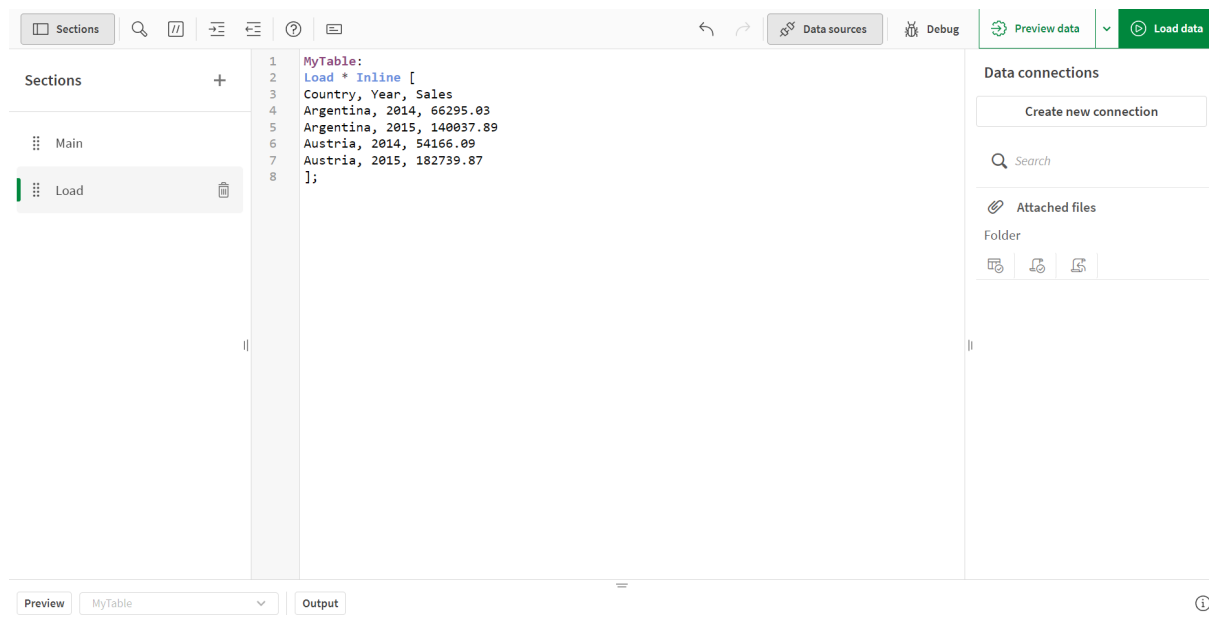 Sections
//
Data sources
Debug
Preview data
Load data
Sections
Main
Load
1 MyTable:
2 Load * Inline [
3 Country, Year, Sales
4 Argentina, 2014, 66295.03
5 Argentina, 2015, 140037.89
6 Austria, 2014, 54166.09
7 Austria, 2015, 182739.87
8 ];
Data connections
Create new connection
Search
Attached files
Folder
Preview
MyTable
Output